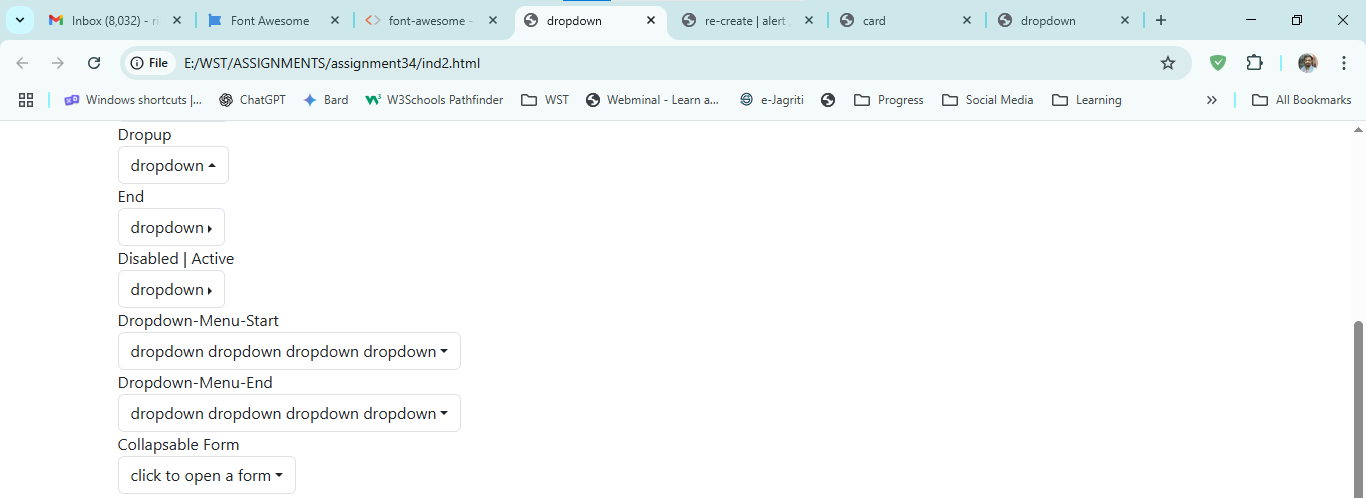 Inbox (8,032) - ri
Font Awesome
font-awesome -
dropdown
re-create | alert
card
dropdown
File
E:/WST/ASSIGNMENTS/assignment34/ind2.html
Windows shortcuts |...
ChatGPT
Bard
W3Schools Pathfinder
WST
Webminal - Learn a...
e-Jagriti
Progress
Social Media
Learning
All Bookmarks
Dropup
dropdown
End
dropdown
Disabled | Active
dropdown
Dropdown-Menu-Start
dropdown dropdown dropdown dropdown
Dropdown-Menu-End
dropdown dropdown dropdown dropdown
Collapsable Form
click to open a form